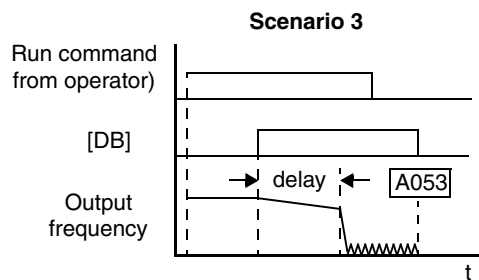 Scenario 3
Run command
from operator)
[DB]
delay
A053
Output
frequency
t